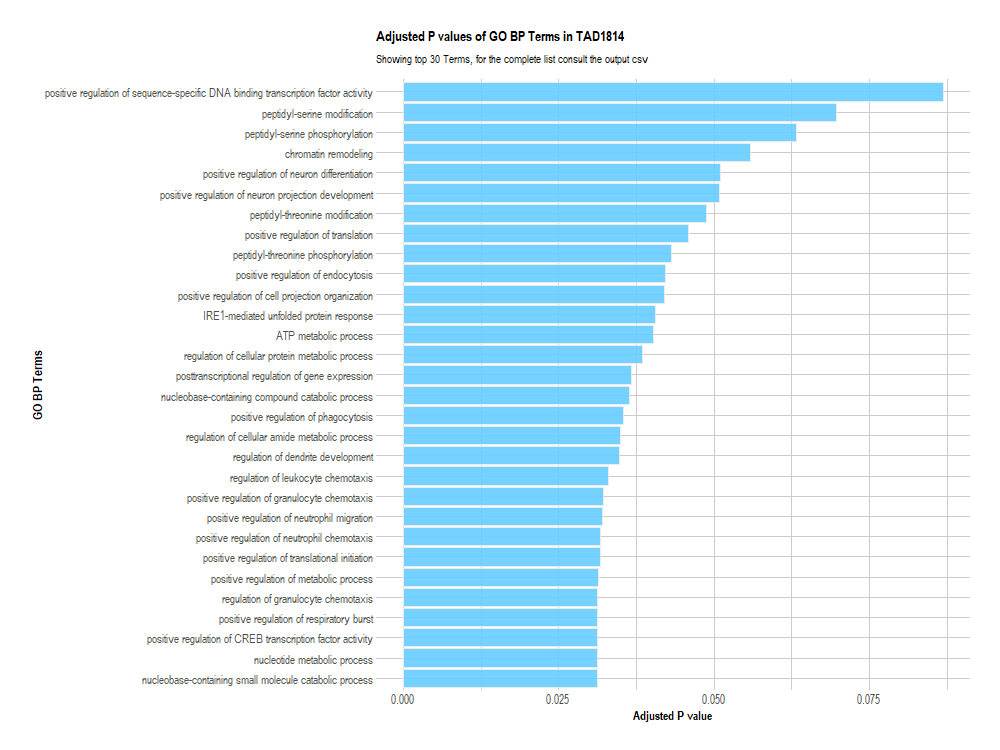 Adjusted P values of GO BP Terms in TAD1814
Showing top 30 Terms, for the complete list consult the output csv
positive regulation of sequence-specific DNA binding transcription factor activity
peptidyl-serine modification
peptidyl-serine phosphorylation
chromatin remodeling
positive regulation of neuron differentiation
positive regulation of neuron projection development
peptidyl-threonine modification
positive regulation of translation
peptidyl-threonine phosphorylation
positive regulation of endocytosis
positive regulation of cell projection organization
IRE1-mediated unfolded protein response
ATP metabolic process
regulation of cellular protein metabolic process
posttranscriptional regulation of gene expression
nucleobase-containing compound catabolic process
positive regulation of phagocytosis
regulation of cellular amide metabolic process
regulation of dendrite development
regulation of leukocyte chemotaxis
positive regulation of granulocyte chemotaxis
positive regulation of neutrophil migration
positive regulation of neutrophil chemotaxis
positive regulation of translational initiation
positive regulation of metabolic process
regulation of granulocyte chemotaxis
positive regulation of respiratory burst
positive regulation of CREB transcription factor activity
nucleotide metabolic process
nucleobase-containing small molecule catabolic process
GO BP Terms
0.000 0.025 0.050 0.075
Adjusted P value